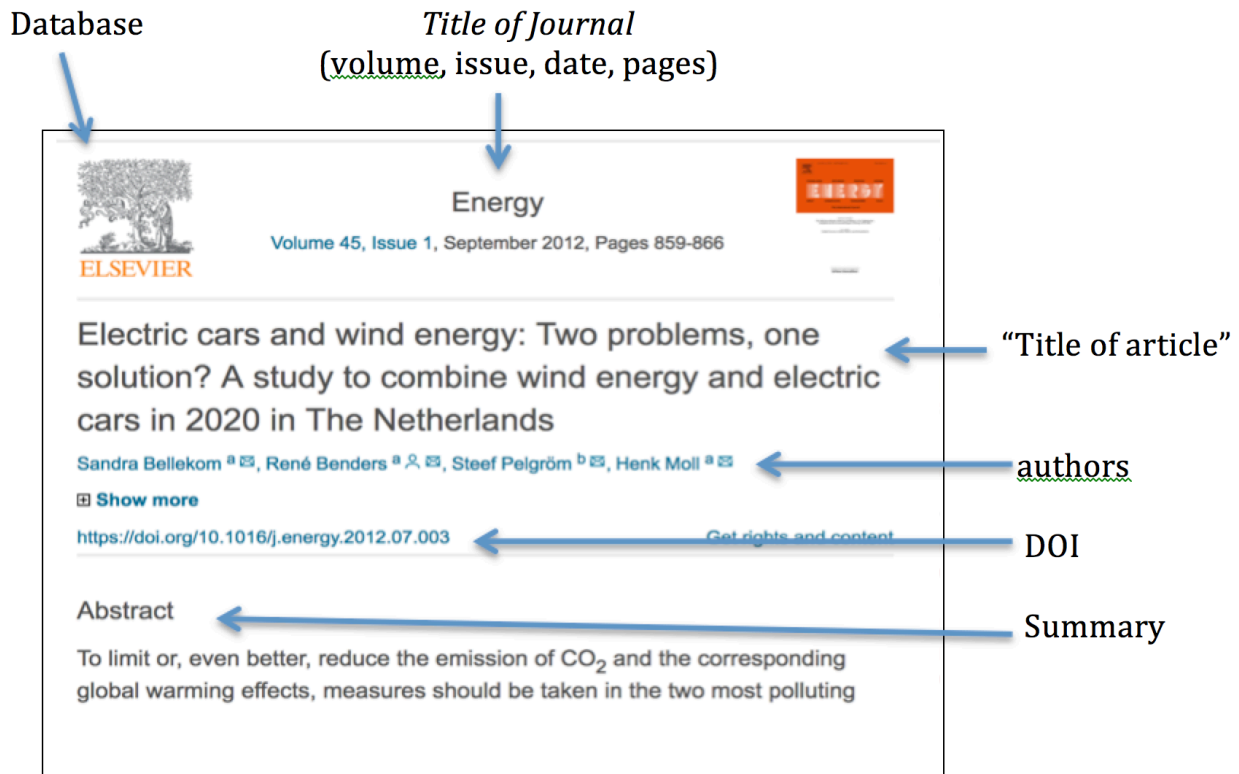 Database
Title of Journal
(volume, issue, date, pages)
ELSEVIER
Energy
Volume 45, Issue 1, September 2012, Pages 859-866
ENERGY
Electric cars and wind energy: Two problems, one
solution? A study to combine wind energy and electric
cars in 2020 in The Netherlands
“Title of article”
Sandra Bellekom a, René Benders a, Steef Pelgröm b, Henk Moll a
authors
Show more
https://doi.org/10.1016/j.energy.2012.07.003
Get rights and content
DOI
Abstract
Summary
To limit or, even better, reduce the emission of CO2 and the corresponding
global warming effects, measures should be taken in the two most polluting